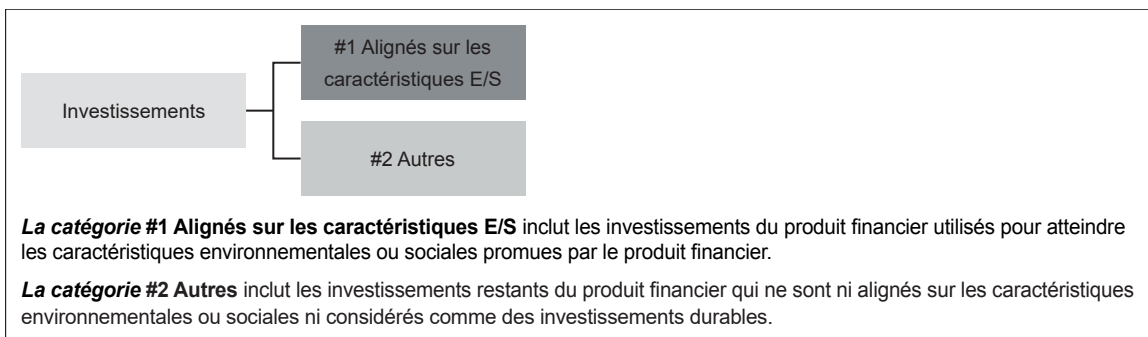 #1 Alignés sur les
caractéristiques E/S
Investissements
#2 Autres
La catégorie #1 Alignés sur les caractéristiques E/S inclut les investissements du produit financier utilisés pour atteindre
les caractéristiques environnementales ou sociales promues par le produit financier.
La catégorie #2 Autres inclut les investissements restants du produit financier qui ne sont ni alignés sur les caractéristiques
environnementales ou sociales ni considérés comme des investissements durables.